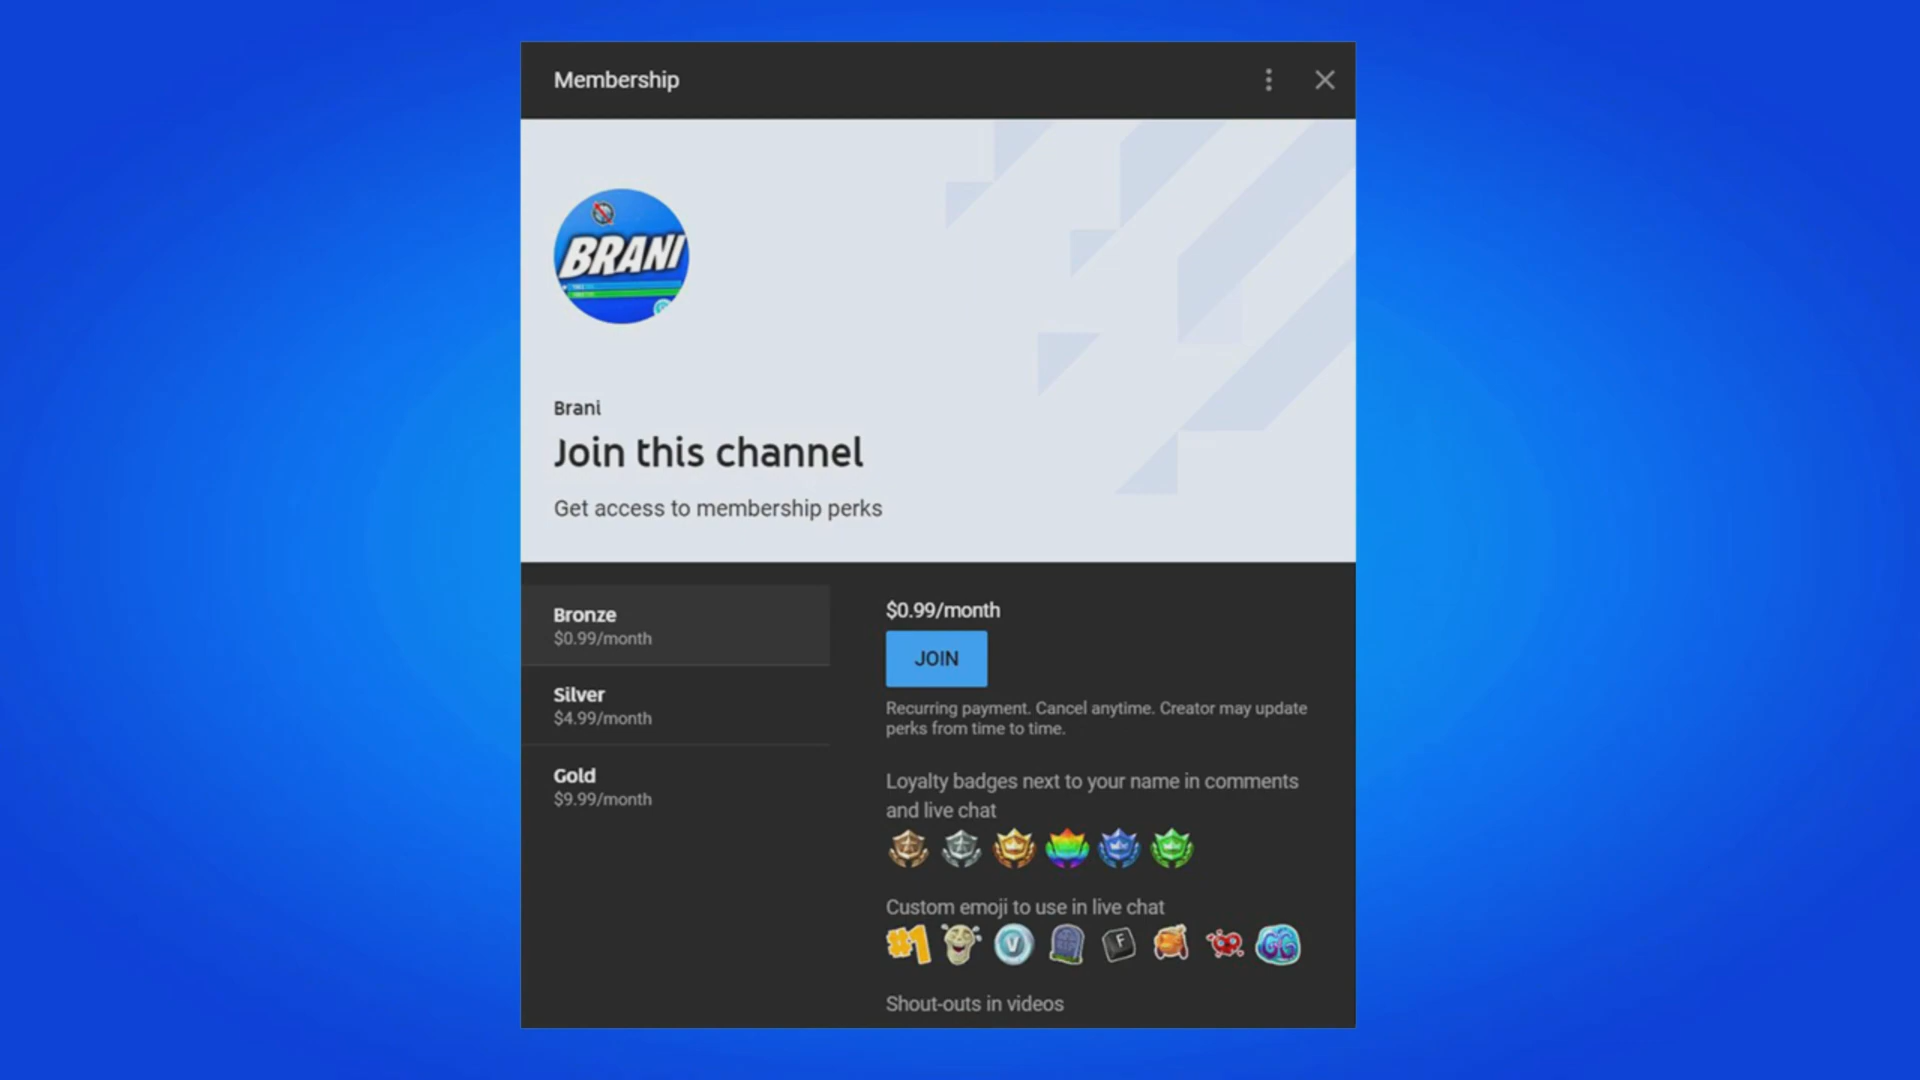 Membership
BRANI
Brani
Join this channel
Get access to membership perks
Bronze
$0.99/month
Silver
$4.99/month
Gold
$9.99/month
$0.99/month
JOIN
Recurring payment. Cancel anytime. Creator may update
perks from time to time.
Loyalty badges next to your name in comments
and live chat
Custom emoji to use in live chat
#1 V RIP F GG
Shout-outs in videos